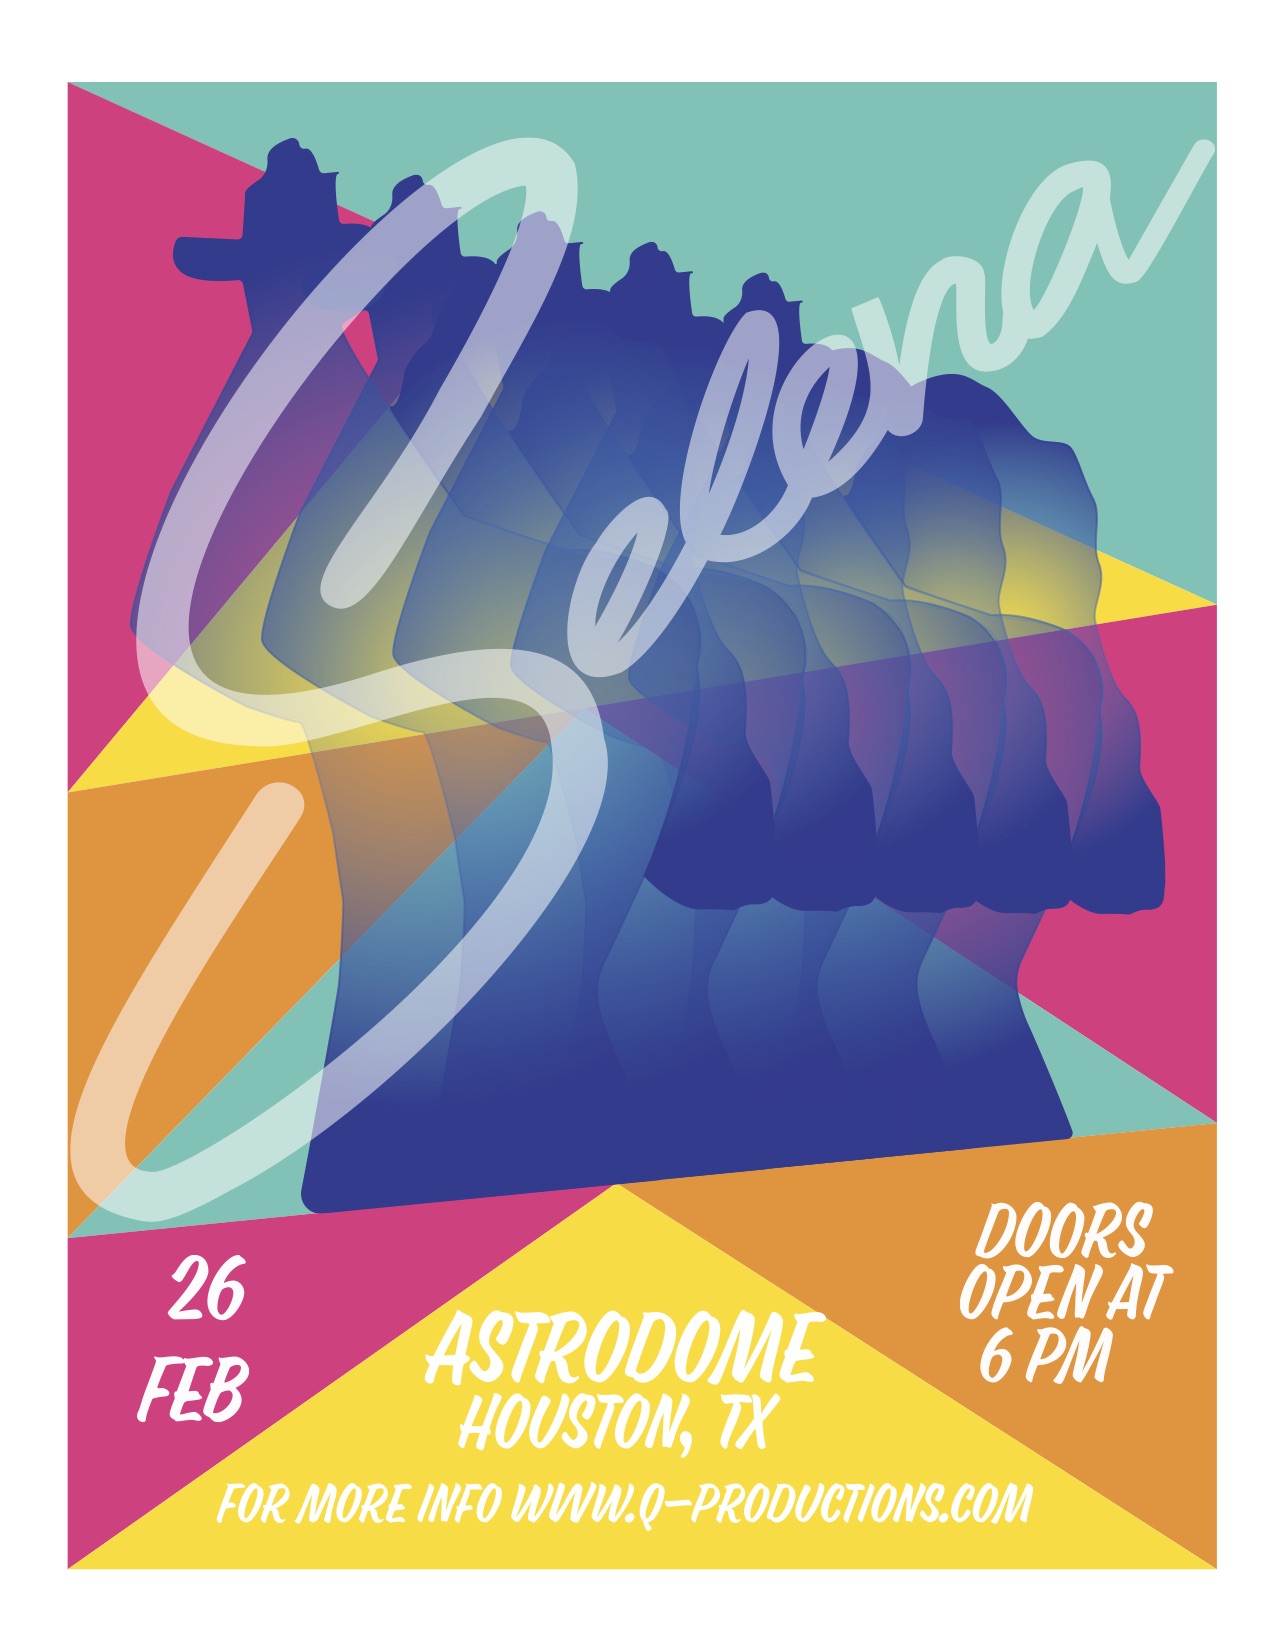 Selena
26
FEB
ASTRODOME
HOUSTON, TX
FOR MORE INFO WWW.Q-PRODUCTIONS.COM
DOORS
OPEN AT
6 PM